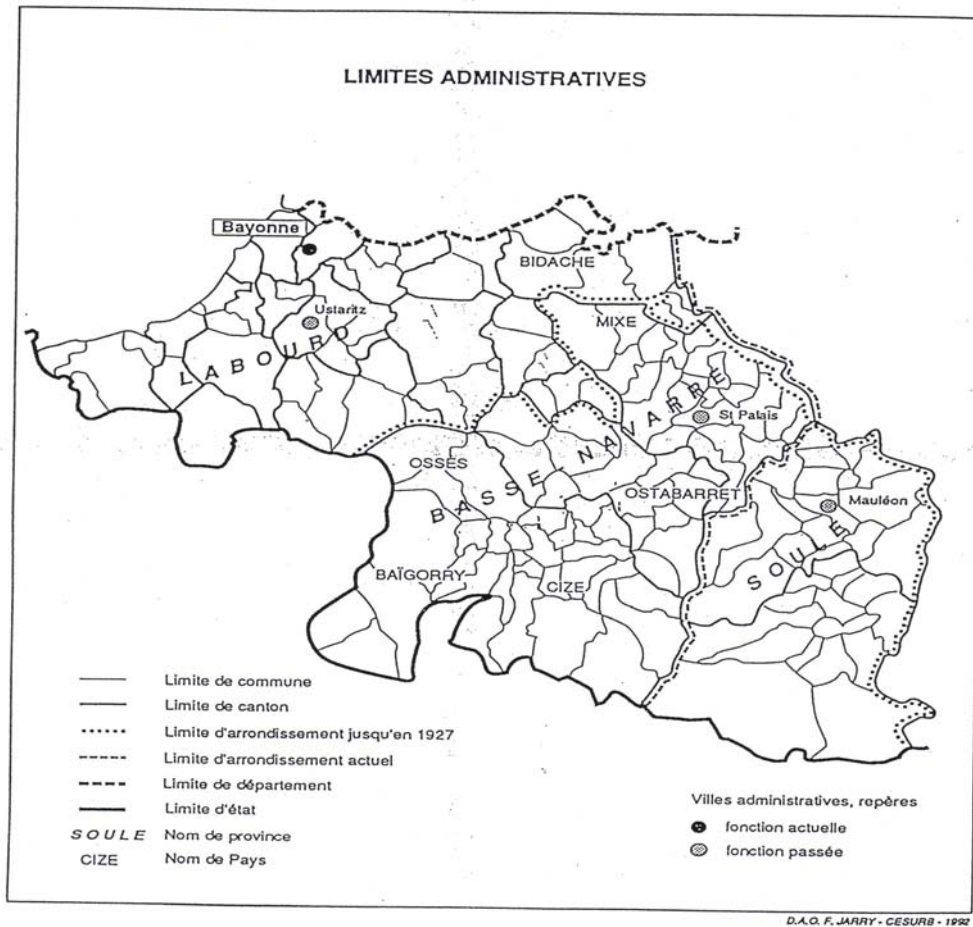 LIMITES ADMINISTRATIVES
Bayonne
BIDACHE
Ustaritz
MIXE
LABOURD
St Palais
OSSES
BASSE-NAVARRE
OSTABARRET
Mauléon
SOULE
BAÏGORRY
CIZE
Limite de commune
Limite de canton
Limite d'arrondissement jusqu'en 1927
Limite d'arrondissement actuel
Limite de département
Limite d'état
SOULE Nom de province
CIZE Nom de Pays
Villes administratives, repères
fonction actuelle
fonction passée
D.A.O. F. JARRY - CESURB - 1992